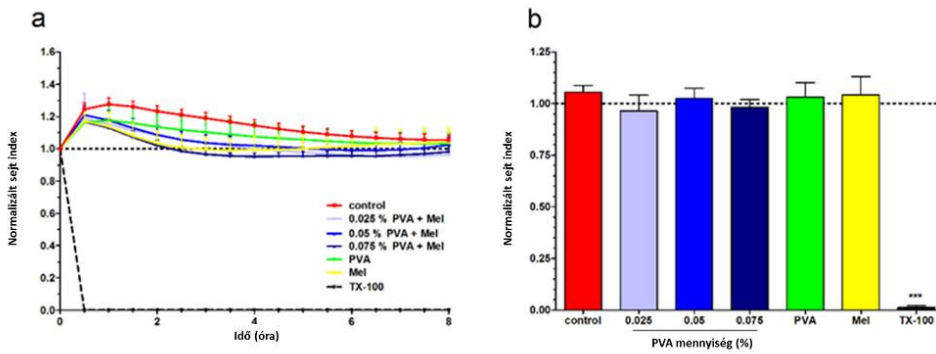 a
b
Normalizált sejt index
1.6
1.4
1.2
1.0
0.8
0.6
0.4
0.2
0.0
0
2
4
6
8
Idő (óra)
control
0.025 % PVA + Mel
0.05 % PVA + Mel
0.075 % PVA + Mel
PVA
Mel
TX-100
Normalizált sejt index
1.25
1.00
0.75
0.50
0.25
0.00
***
control
0.025
0.05
0.075
PVA
Mel
TX-100
PVA mennyiség (%)